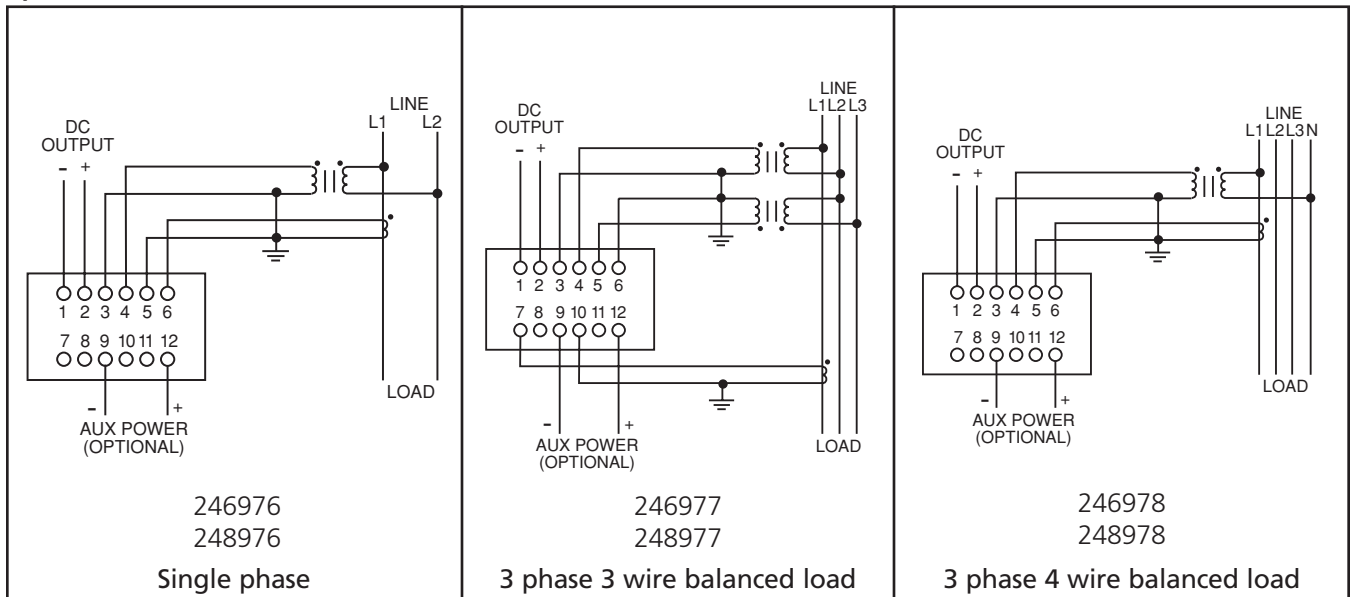 LINE
L1 L2
DC
OUTPUT
- +
1 2 3 4 5 6
7 8 9 10 11 12
- +
AUX POWER
(OPTIONAL)
LOAD
246976
248976
Single phase
LINE
L1 L2 L3
DC
OUTPUT
- +
1 2 3 4 5 6
7 8 9 10 11 12
- +
AUX POWER
(OPTIONAL)
LOAD
246977
248977
3 phase 3 wire balanced load
LINE
L1 L2 L3 N
DC
OUTPUT
- +
1 2 3 4 5 6
7 8 9 10 11 12
- +
AUX POWER
(OPTIONAL)
LOAD
246978
248978
3 phase 4 wire balanced load